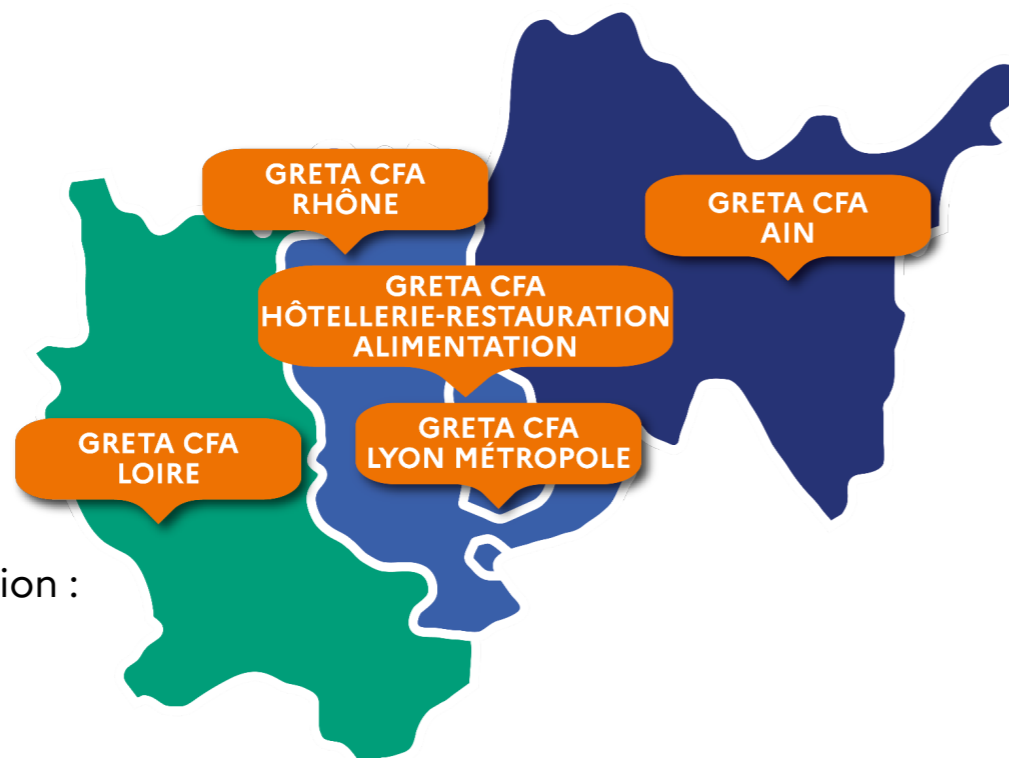 GRETA CFA
RHÔNE
GRETA CFA
AIN
GRETA CFA
HÔTELLERIE-RESTAURATION
ALIMENTATION
GRETA CFA
LYON MÉTROPOLE
GRETA CFA
LOIRE
ion :